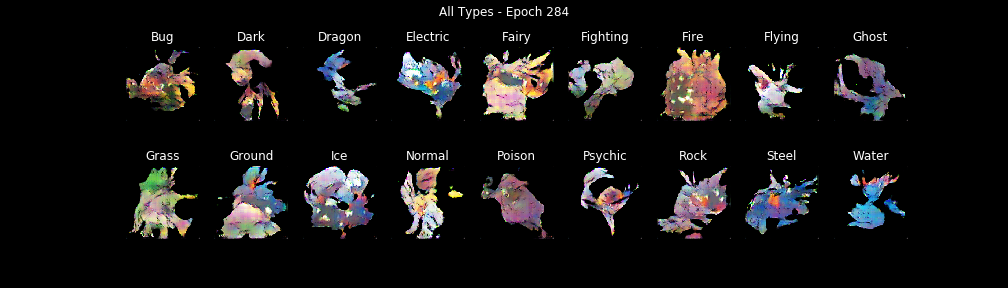 All Types - Epoch 284
Bug Dark Dragon Electric Fairy Fighting Fire Flying Ghost
Grass Ground Ice Normal Poison Psychic Rock Steel Water